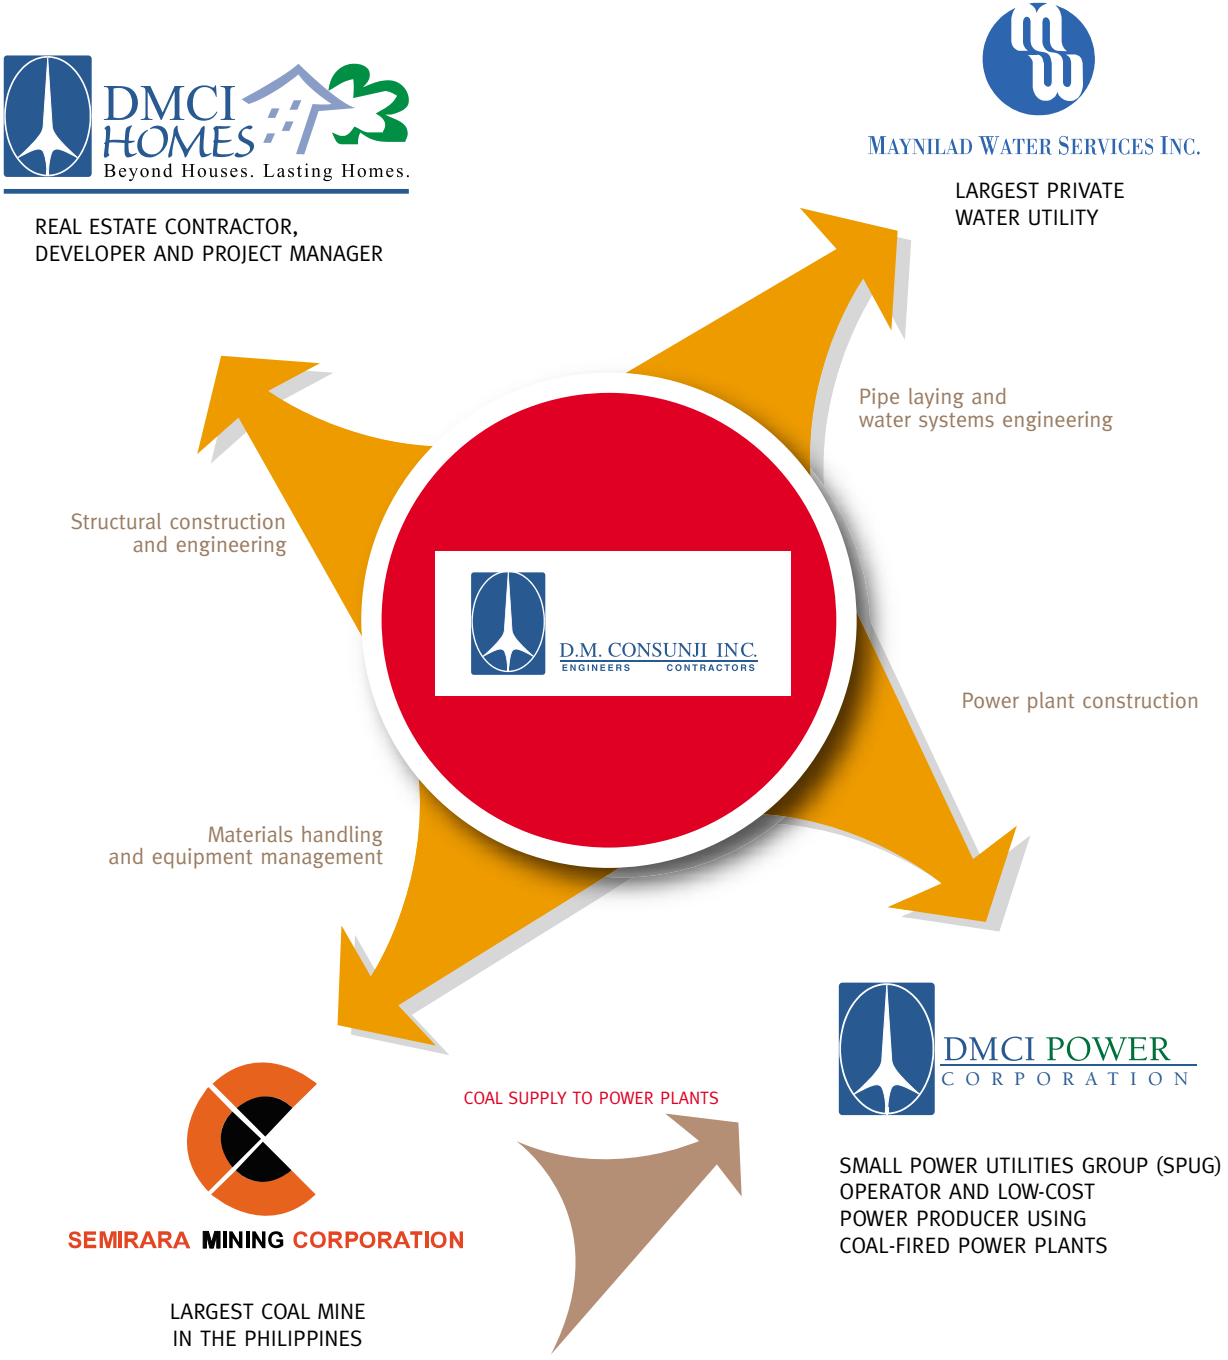 DMCI
HOMES
Beyond Houses. Lasting Homes.
REAL ESTATE CONTRACTOR,
DEVELOPER AND PROJECT MANAGER
MW
MAYNILAD WATER SERVICES INC.
LARGEST PRIVATE
WATER UTILITY
Pipe laying and
water systems engineering
Structural construction
and engineering
D.M. CONSUNJI INC.
ENGINEERS CONTRACTORS
Power plant construction
Materials handling
and equipment management
SEMIRARA MINING CORPORATION
LARGEST COAL MINE
IN THE PHILIPPINES
COAL SUPPLY TO POWER PLANTS
DMCI POWER
CORPORATION
SMALL POWER UTILITIES GROUP (SPUG)
OPERATOR AND LOW-COST
POWER PRODUCER USING
COAL-FIRED POWER PLANTS